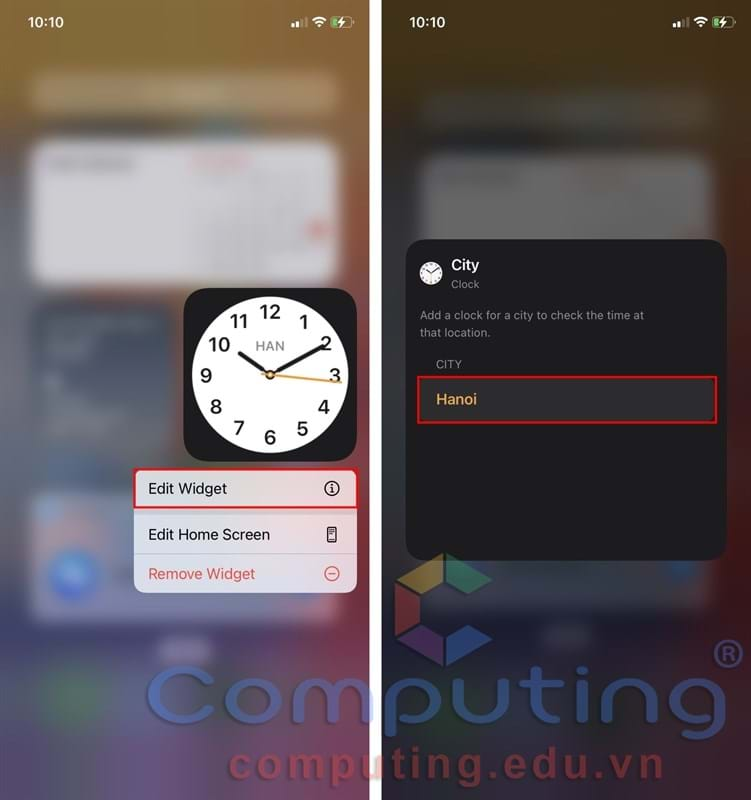 10:10
12
11
1
10
HAN
2
9
3
8
4
7
5
6
Edit Widget
Edit Home Screen
Remove Widget
10:10
City
Clock
Add a clock for a city to check the time at
that location.
CITY
Hanoi
Computing®
computing.edu.vn